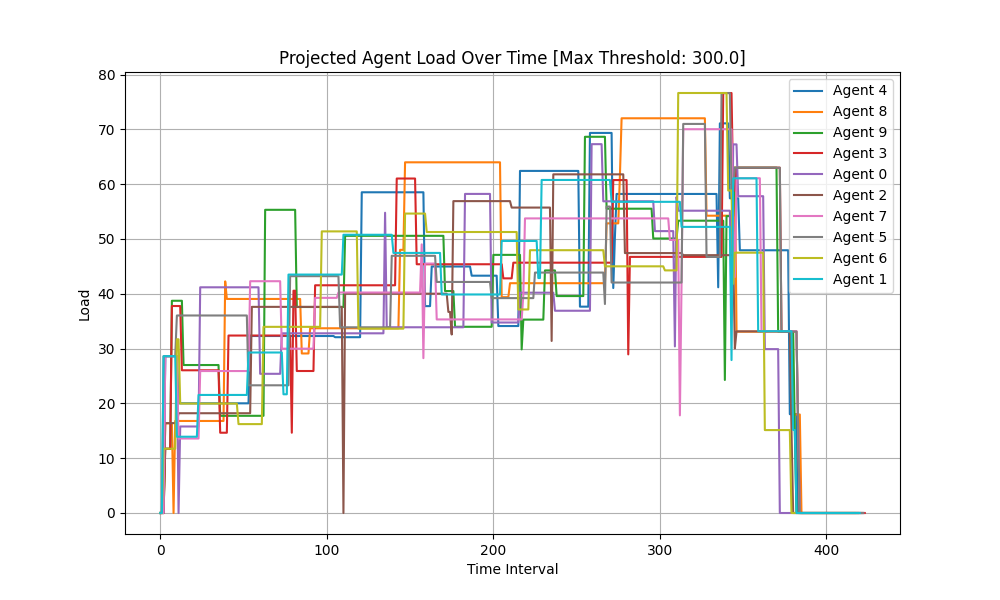 Projected Agent Load Over Time [Max Threshold: 300.0]
80
70
60
50
40
30
20
10
0
Load
0
100
200
300
400
Time Interval
Agent 4
Agent 8
Agent 9
Agent 3
Agent 0
Agent 2
Agent 7
Agent 5
Agent 6
Agent 1